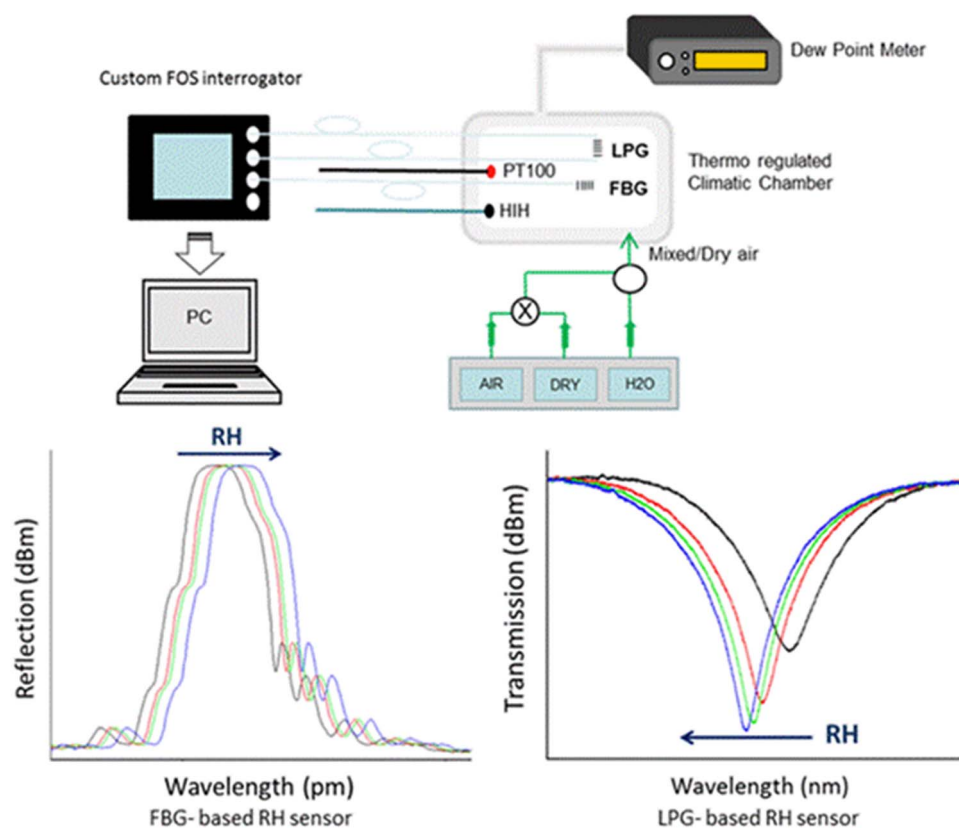 Dew Point Meter
Custom FOS interrogator
LPG
PT100
FBG
HIH
Thermo regulated
Climatic Chamber
Mixed/Dry air
X
PC
AIR
DRY
H2O
RH
Reflection (dBm)
Wavelength (pm)
FBG- based RH sensor
Transmission (dBm)
RH
Wavelength (nm)
LPG- based RH sensor